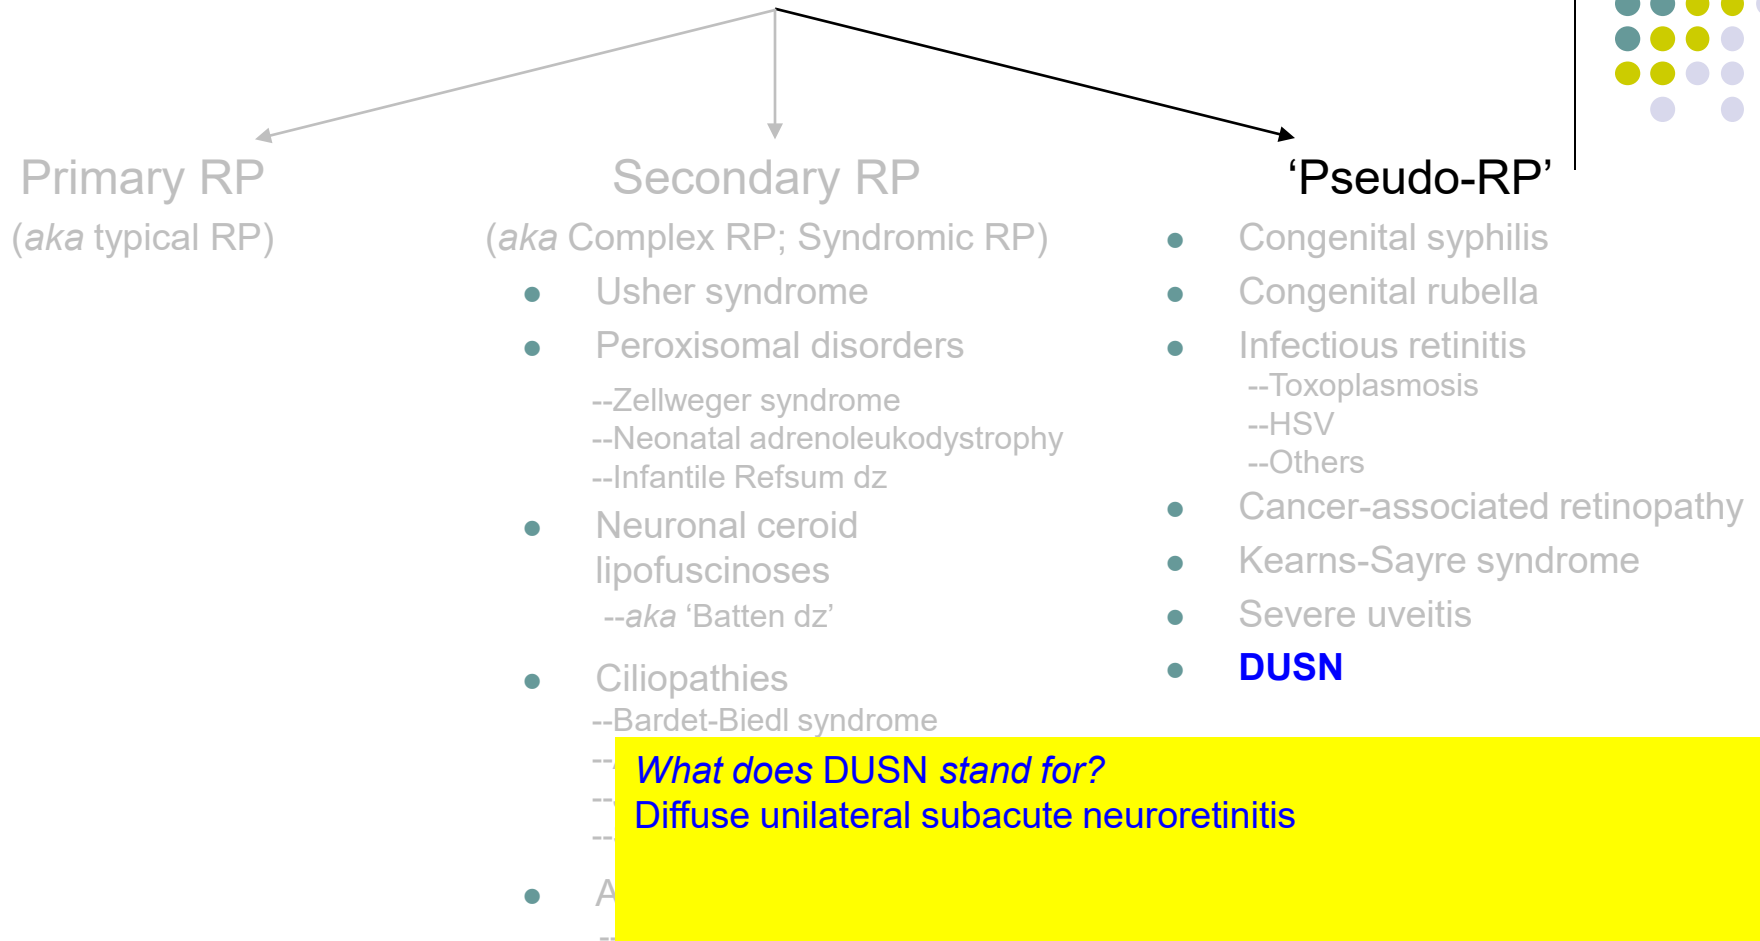 Primary RP
(aka typical RP)
Secondary RP
(aka Complex RP; Syndromic RP)
Usher syndrome
Peroxisomal disorders
--Zellweger syndrome
--Neonatal adrenoleukodystrophy
--Infantile Refsum dz
Neuronal ceroid
lipofuscinoses
--aka ‘Batten dz’
Ciliopathies
--Bardet-Biedl syndrome
--
--
--
A
--
‘Pseudo-RP’
Congenital syphilis
Congenital rubella
Infectious retinitis
--Toxoplasmosis
--HSV
--Others
Cancer-associated retinopathy
Kearns-Sayre syndrome
Severe uveitis
DUSN
What does DUSN stand for?
Diffuse unilateral subacute neuroretinitis